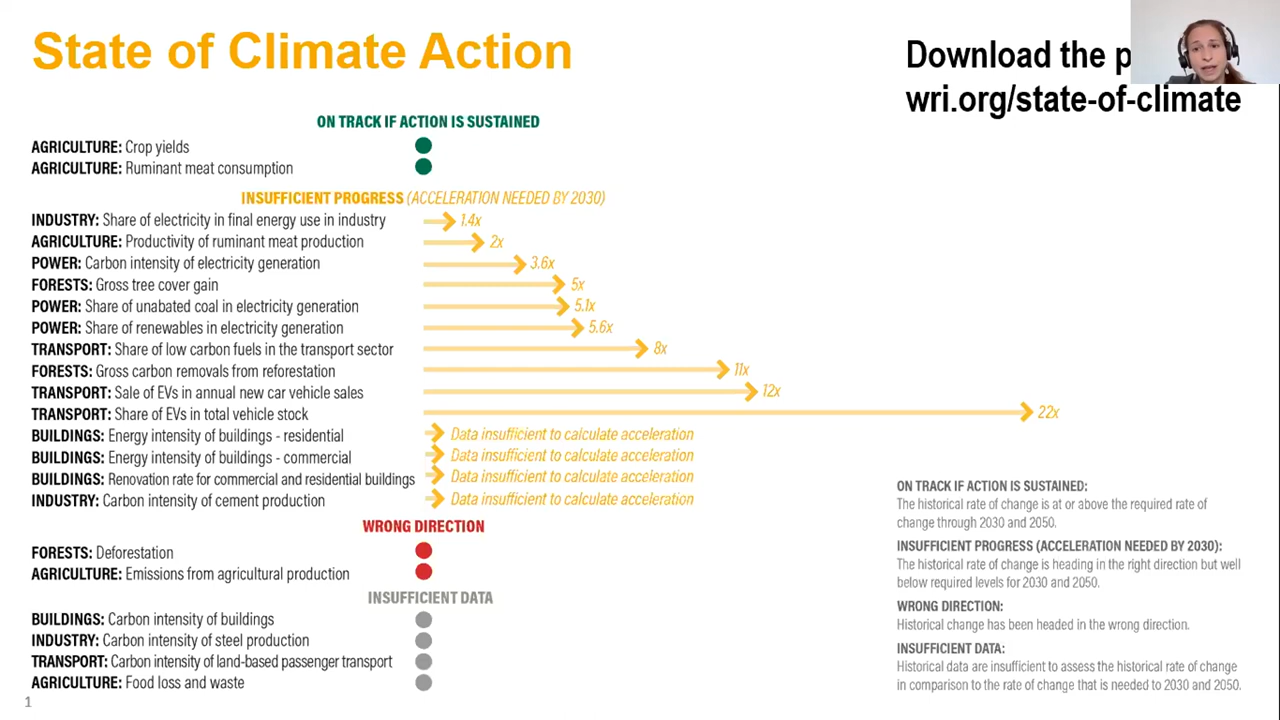 State of Climate Action
Download the
wri.org/state-of-climate
ON TRACK IF ACTION IS SUSTAINED
AGRICULTURE: Crop yields
AGRICULTURE: Ruminant meat consumption
INSUFFICIENT PROGRESS (ACCELERATION NEEDED BY 2030)
INDUSTRY: Share of electricity in final energy use in industry 1.4x
AGRICULTURE: Productivity of ruminant meat production 2x
POWER: Carbon intensity of electricity generation 3.6x
FORESTS: Gross tree cover gain 5x
POWER: Share of unabated coal in electricity generation 5.1x
POWER: Share of renewables in electricity generation 5.6x
TRANSPORT: Share of low carbon fuels in the transport sector 8x
FORESTS: Gross carbon removals from reforestation 11x
TRANSPORT: Sale of EVs in annual new car vehicle sales 12x
TRANSPORT: Share of EVs in total vehicle stock 22x
BUILDINGS: Energy intensity of buildings - residential Data insufficient to calculate acceleration
BUILDINGS: Energy intensity of buildings - commercial Data insufficient to calculate acceleration
BUILDINGS: Renovation rate for commercial and residential buildings Data insufficient to calculate acceleration
INDUSTRY: Carbon intensity of cement production Data insufficient to calculate acceleration
WRONG DIRECTION
FORESTS: Deforestation
AGRICULTURE: Emissions from agricultural production
INSUFFICIENT DATA
BUILDINGS: Carbon intensity of buildings
INDUSTRY: Carbon intensity of steel production
TRANSPORT: Carbon intensity of land-based passenger transport
AGRICULTURE: Food loss and waste
ON TRACK IF ACTION IS SUSTAINED:
The historical rate of change is at or above the required rate of
change through 2030 and 2050.
INSUFFICIENT PROGRESS (ACCELERATION NEEDED BY 2030):
The historical rate of change is heading in the right direction but well
below required levels for 2030 and 2050.
WRONG DIRECTION:
Historical change has been headed in the wrong direction.
INSUFFICIENT DATA:
Historical data are insufficient to assess the historical rate of change
in comparison to the rate of change that is needed to 2030 and 2050.
1